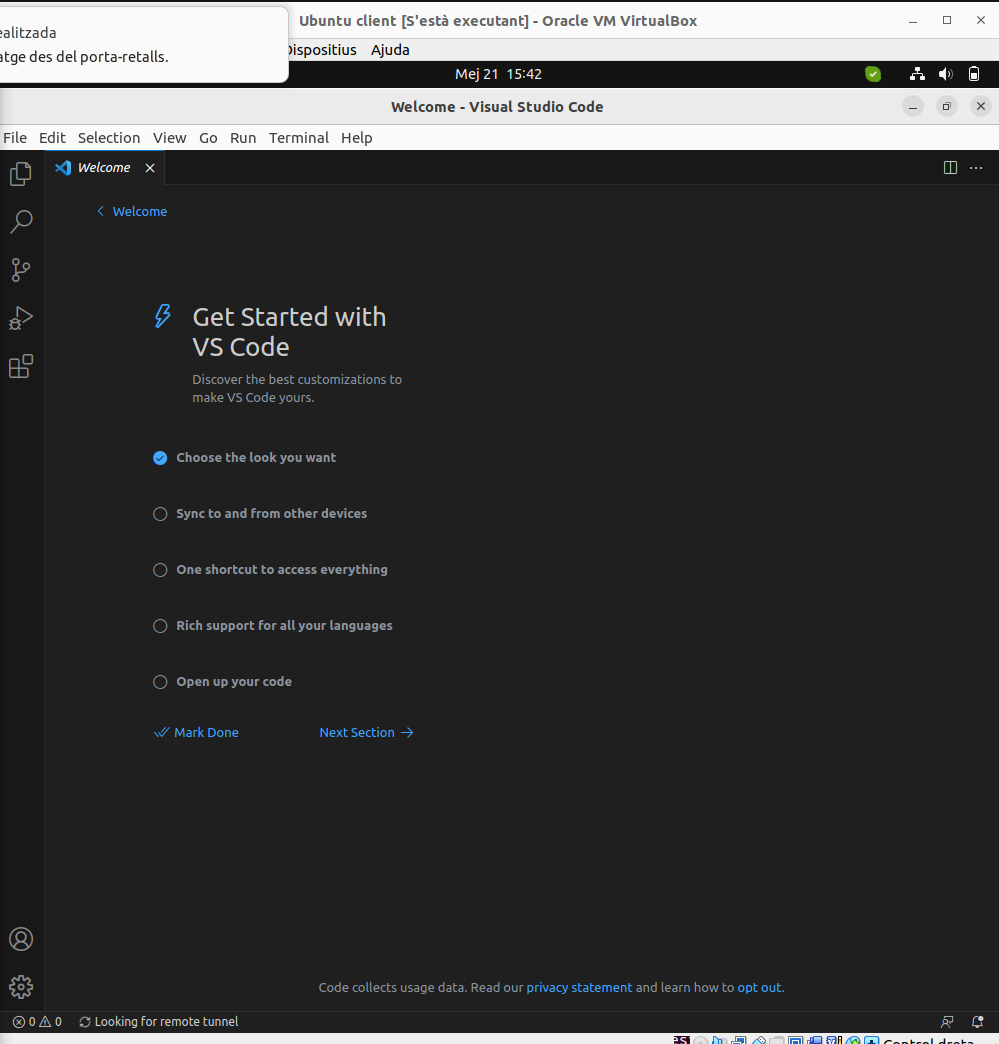 Ubuntu client [S'està executant] - Oracle VM VirtualBox
ealitzada
atge des del porta-retalls.
Dispositius Ajuda
Mej 21 15:42
Welcome - Visual Studio Code
File Edit Selection View Go Run Terminal Help
Welcome
Welcome
Get Started with
VS Code
Discover the best customizations to
make VS Code yours.
Choose the look you want
Sync to and from other devices
One shortcut to access everything
Rich support for all your languages
Open up your code
Mark Done Next Section
Code collects usage data. Read our privacy statement and learn how to opt out.
0 0 Looking for remote tunnel
es Control dreta